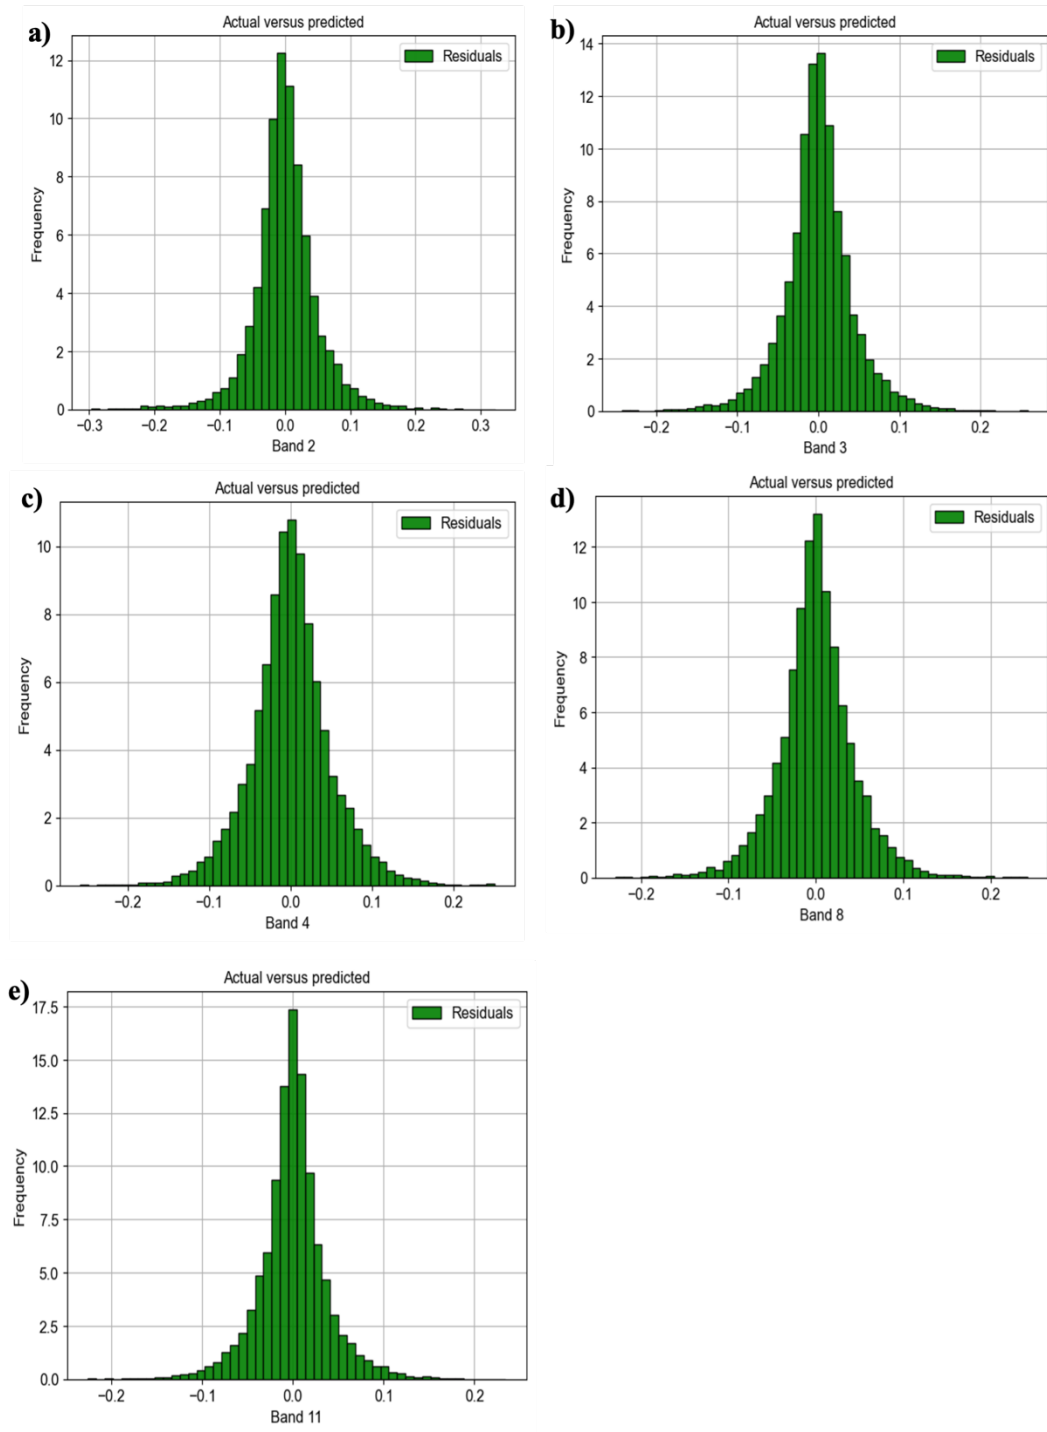 a)
Actual versus predicted
Residuals
12
10
8
6
4
2
0
Frequency
−0.3 −0.2 −0.1 0.0 0.1 0.2 0.3
Band 2
b)
Actual versus predicted
Residuals
14
12
10
8
6
4
2
0
Frequency
−0.2 −0.1 0.0 0.1 0.2
Band 3
c)
Actual versus predicted
Residuals
10
8
6
4
2
0
Frequency
−0.2 −0.1 0.0 0.1 0.2
Band 4
d)
Actual versus predicted
Residuals
12
10
8
6
4
2
0
Frequency
−0.2 −0.1 0.0 0.1 0.2
Band 8
e)
Actual versus predicted
Residuals
17.5
15.0
12.5
10.0
7.5
5.0
2.5
0.0
Frequency
−0.2 −0.1 0.0 0.1 0.2
Band 11